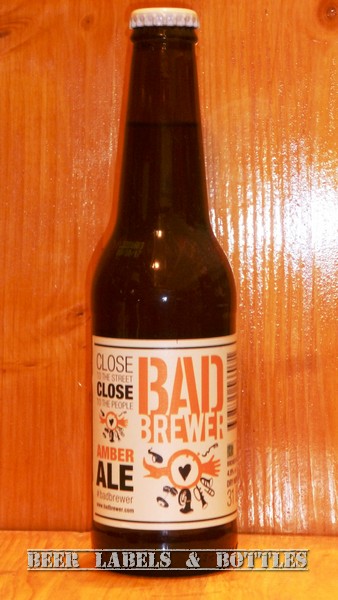 CLOSE
TO THE STREET
CLOSE
TO THE PEOPLE
AMBER
ALE
#badbrewer
www.badbrewer.com
BAD
BREWER
BEER LABELS & BOTTLES